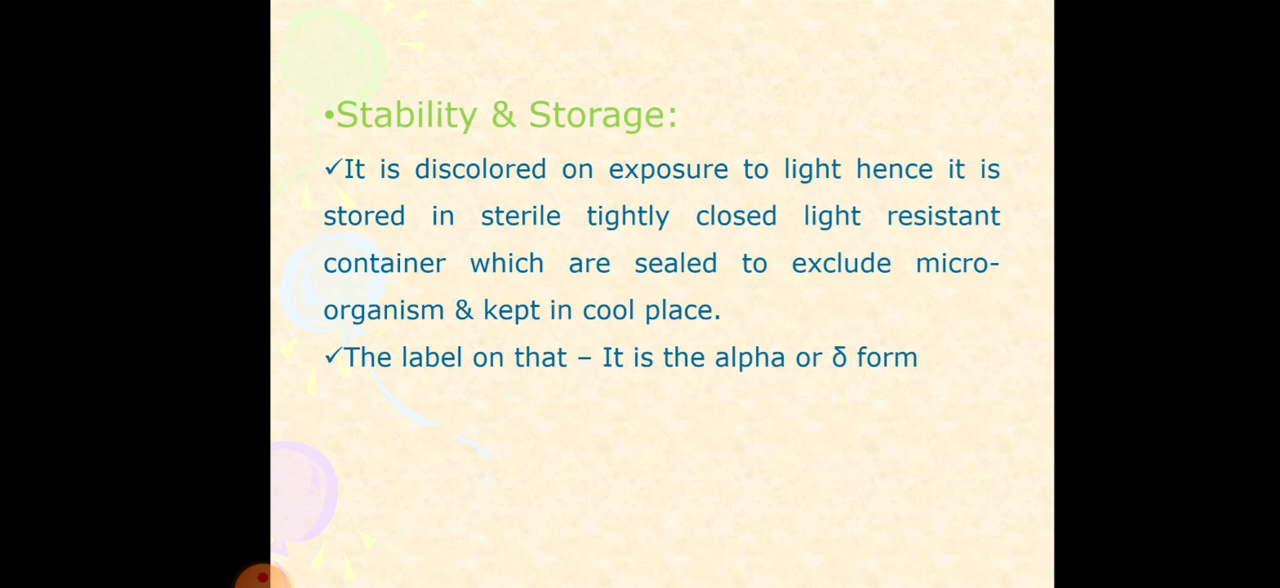 •Stability & Storage:
✓It is discolored on exposure to light hence it is
stored in sterile tightly closed light resistant
container which are sealed to exclude micro-
organism & kept in cool place.
✓The label on that – It is the alpha or δ form